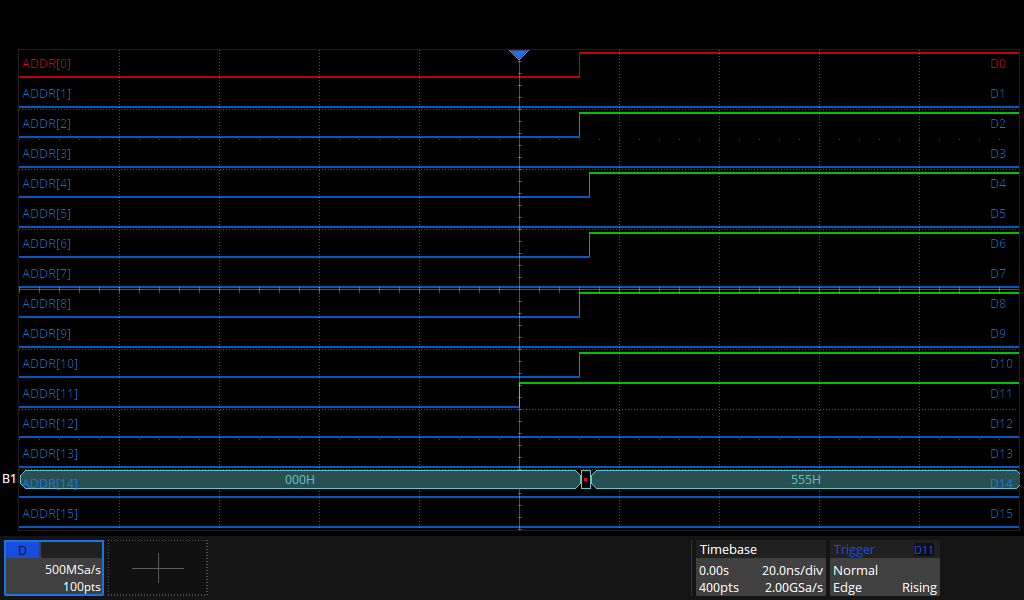 ADDR[0] D0
ADDR[1] D1
ADDR[2] D2
ADDR[3] D3
ADDR[4] D4
ADDR[5] D5
ADDR[6] D6
ADDR[7] D7
ADDR[8] D8
ADDR[9] D9
ADDR[10] D10
ADDR[11] D11
ADDR[12] D12
ADDR[13] D13
B1 ADDR[14] 000H 555H D14
ADDR[15] D15
D
500MSa/s
100pts
Timebase
0.00s 20.0ns/div
400pts 2.00GSa/s
Trigger D11
Normal
Edge Rising